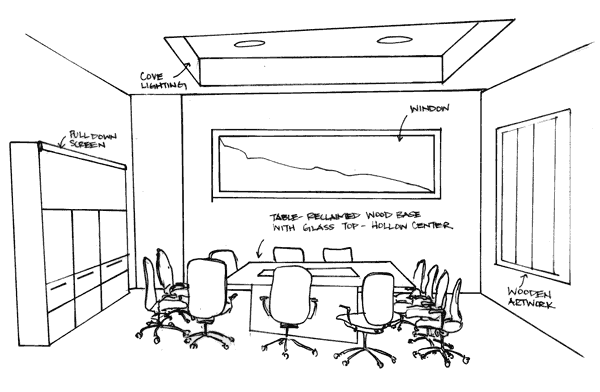 COVE
LIGHTING
PULL DOWN
SCREEN
WINDOW
TABLE - RECLAIMED WOOD BASE
WITH GLASS TOP - HOLLOW CENTER
WOODEN
ARTWORK